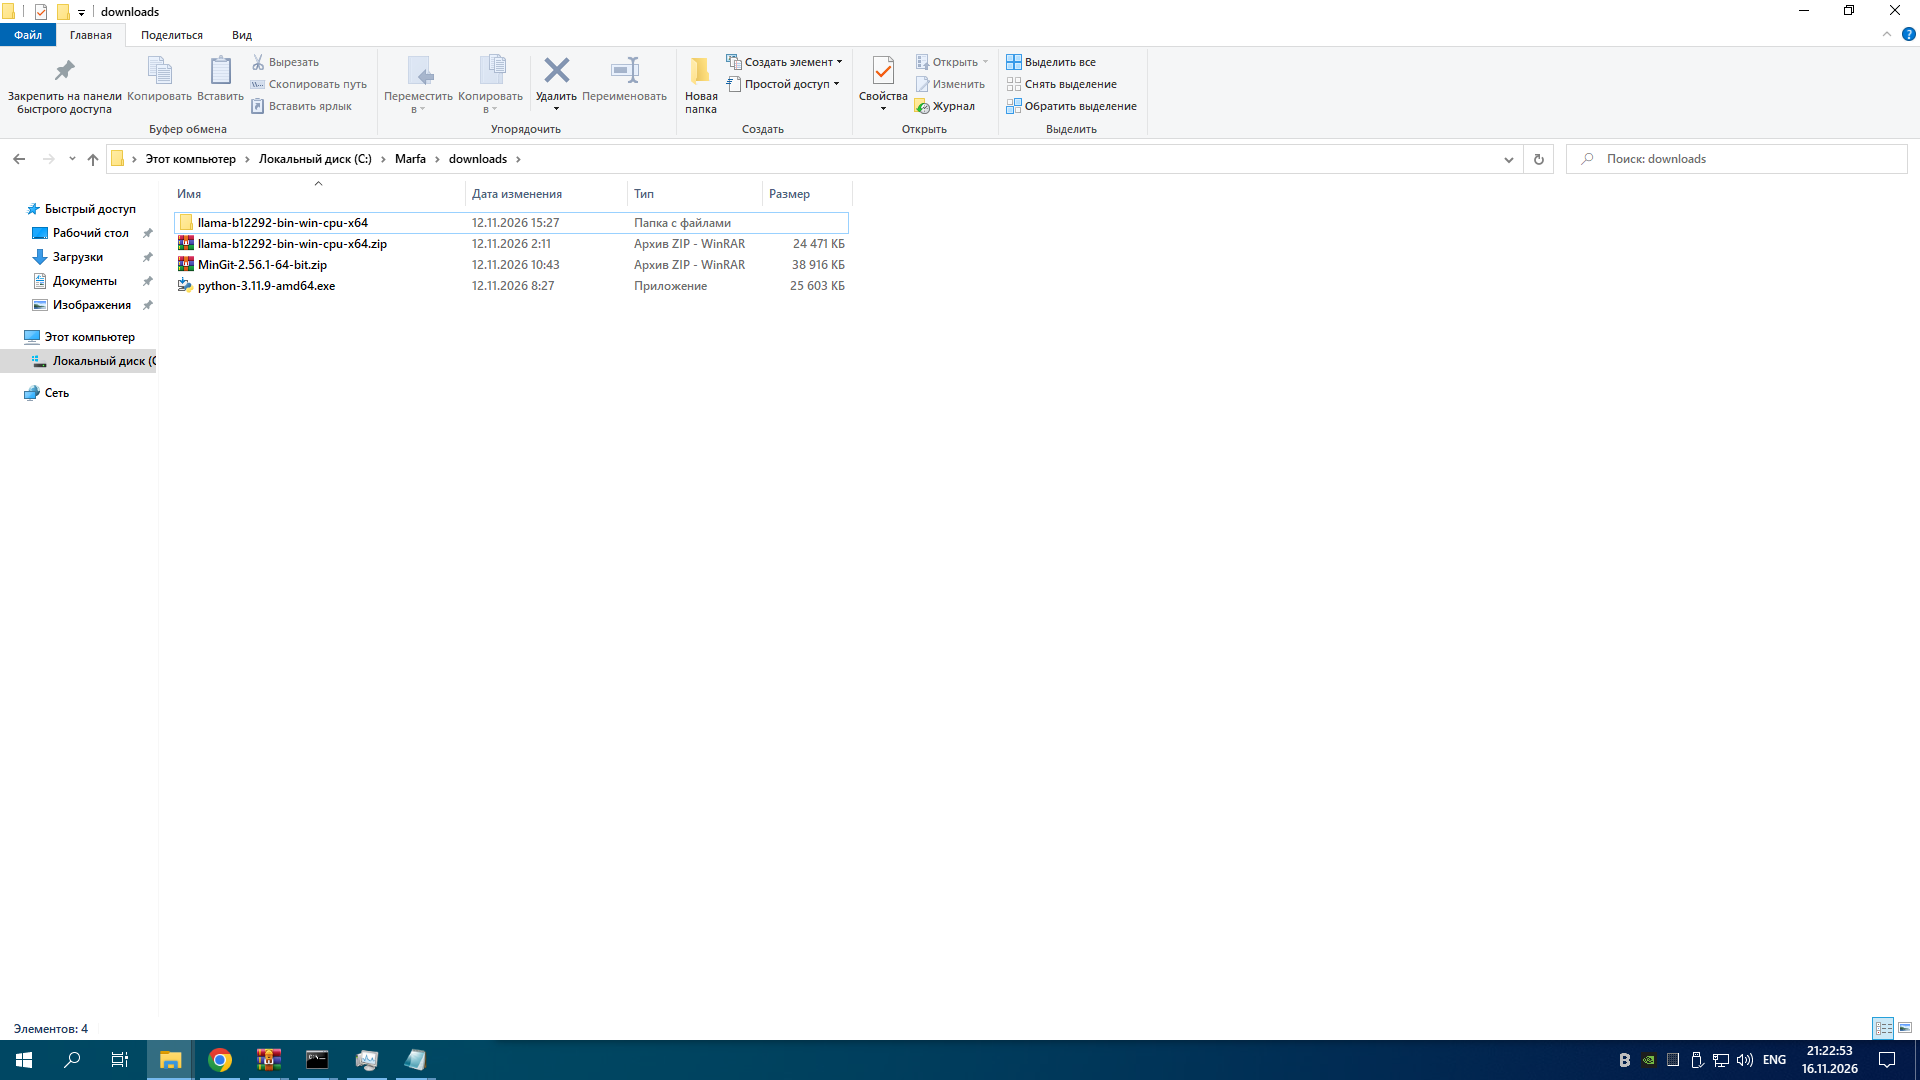 downloads
Файл
Главная
Поделиться
Вид
Закрепить на панели
быстрого доступа
Копировать
Вставить
Вырезать
Скопировать путь
Вставить ярлык
Буфер обмена
Переместить
в
Копировать
в
Удалить
Переименовать
Упорядочить
Новая
папка
Создать элемент
Простой доступ
Создать
Свойства
Открыть
Изменить
Журнал
Открыть
Выделить все
Снять выделение
Обратить выделение
Выделить
Этот компьютер
Локальный диск (C:)
Marfa
downloads
Поиск: downloads
Быстрый доступ
Рабочий стол
Загрузки
Документы
Изображения
Этот компьютер
Локальный диск (C
Сеть
Имя Дата изменения Тип Размер
llama-b12292-bin-win-cpu-x64 12.11.2026 15:27 Папка с файлами
llama-b12292-bin-win-cpu-x64.zip 12.11.2026 2:11 Архив ZIP - WinRAR 24 471 КБ
MinGit-2.56.1-64-bit.zip 12.11.2026 10:43 Архив ZIP - WinRAR 38 916 КБ
python-3.11.9-amd64.exe 12.11.2026 8:27 Приложение 25 603 КБ
Элементов: 4
ENG
21:22:53
16.11.2026